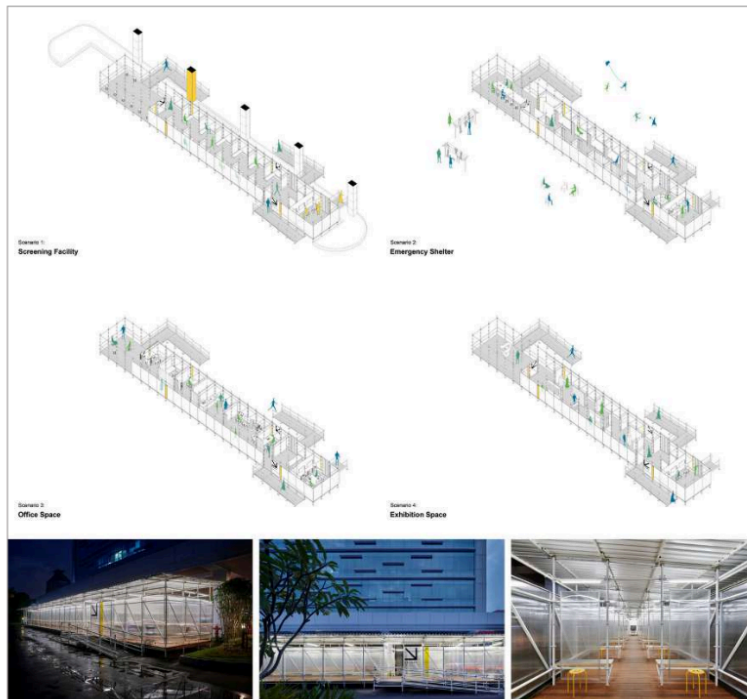 Scenario 1:
Screening Facility
Scenario 2:
Emergency Shelter
Scenario 3:
Office Space
Scenario 4:
Exhibition Space